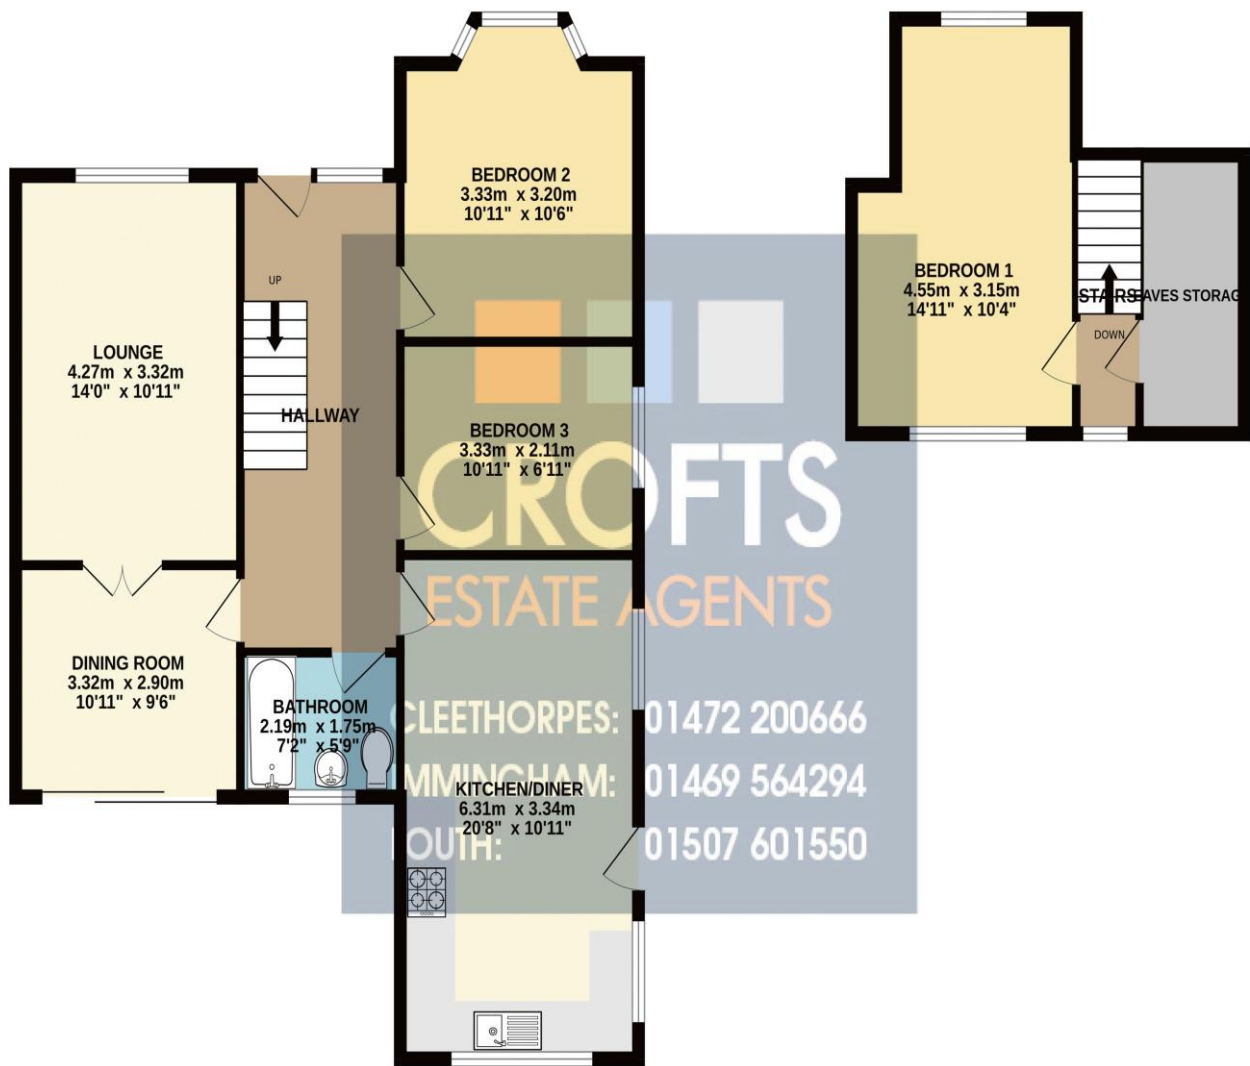 BEDROOM 2
3.33m x 3.20m
10'11" x 10'6"
UP
LOUNGE
4.27m x 3.32m
14'0" x 10'11"
HALLWAY
BEDROOM 3
3.33m x 2.11m
10'11" x 6'11"
DINING ROOM
3.32m x 2.90m
10'11" x 9'6"
BATHROOM
2.19m x 1.75m
7'2" x 5'9"
KITCHEN/DINER
6.31m x 3.34m
20'8" x 10'11"
BEDROOM 1
4.55m x 3.15m
14'11" x 10'4"
STAIRS
EAVES STORAG
DOWN
CROFTS
ESTATE AGENTS
CLEETHORPES: 01472 200666
IMMINGHAM: 01469 564294
LOUTH: 01507 601550